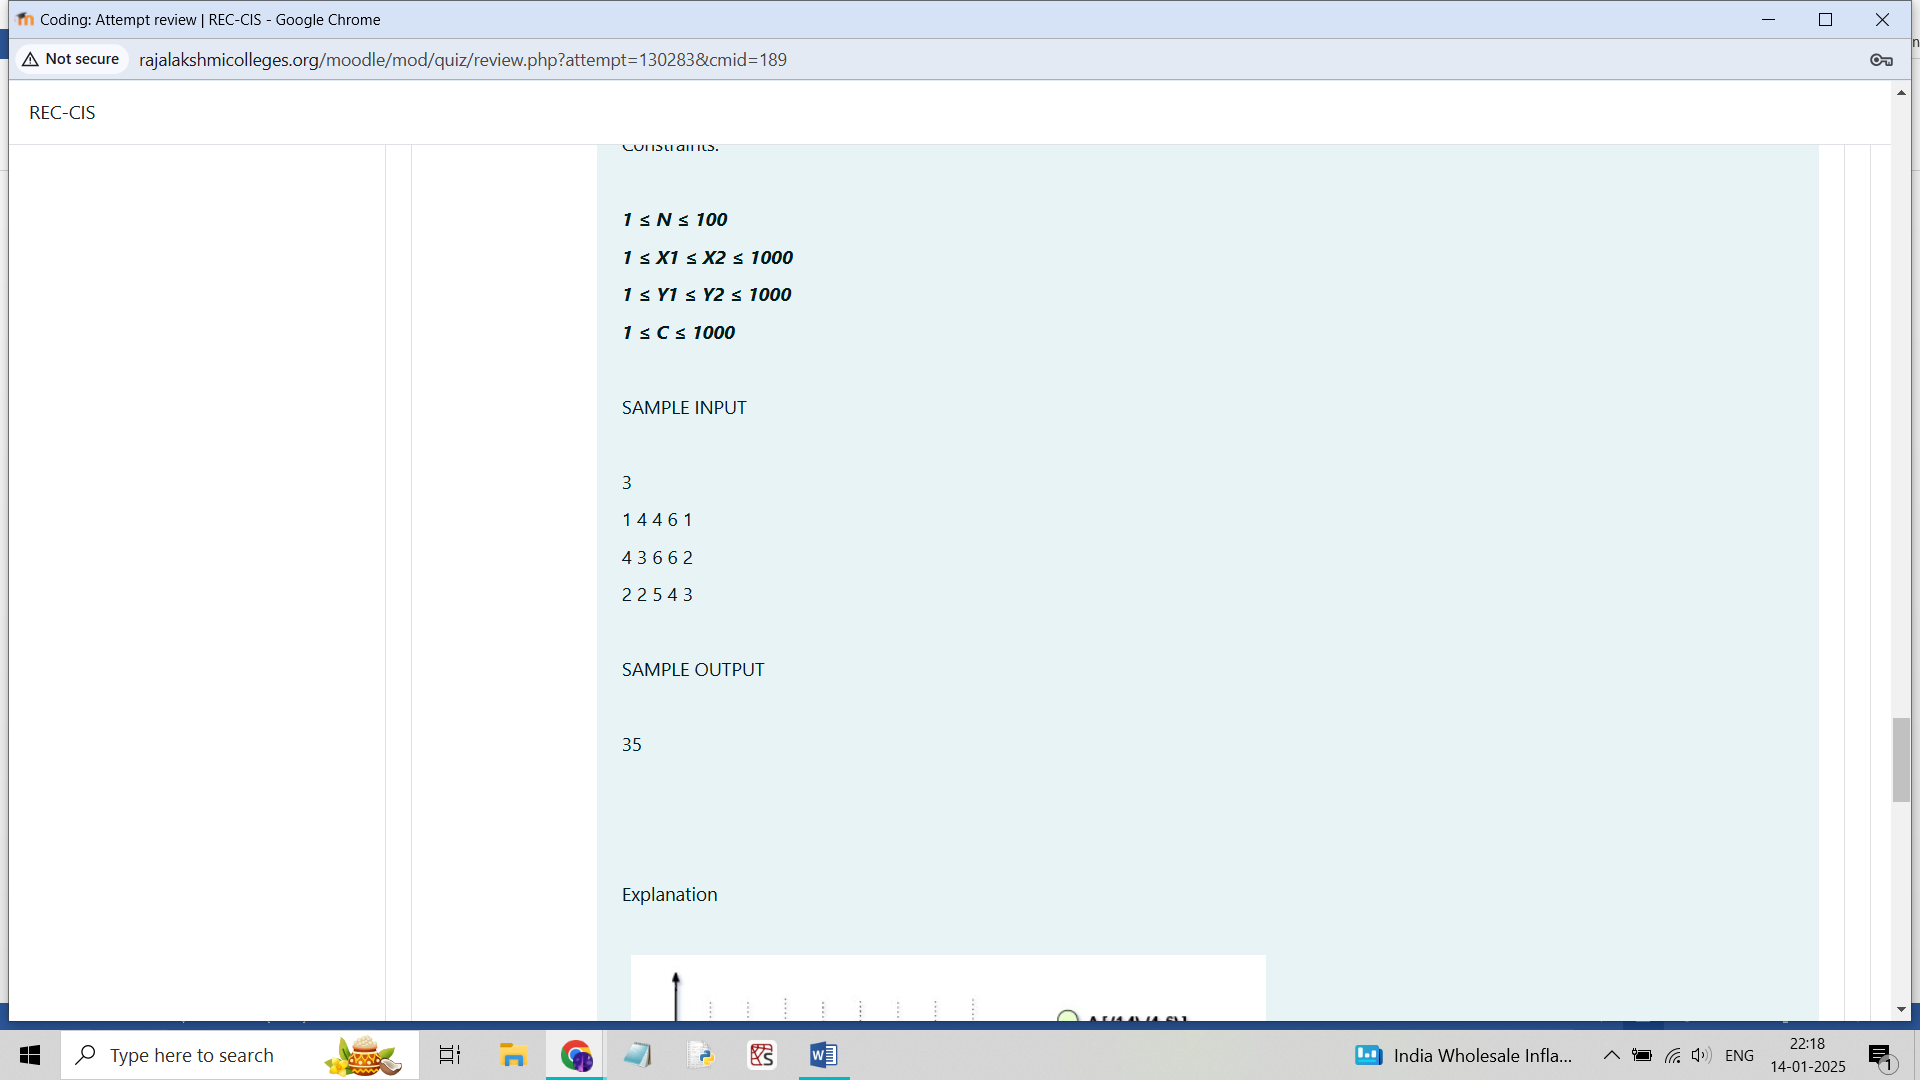 Coding: Attempt review | REC-CIS - Google Chrome
Not secure
rajalakshmicolleges.org/moodle/mod/quiz/review.php?attempt=130283&cmid=189
REC-CIS
Constraints:
1 ≤ N ≤ 100
1 ≤ X1 ≤ X2 ≤ 1000
1 ≤ Y1 ≤ Y2 ≤ 1000
1 ≤ C ≤ 1000
SAMPLE INPUT
3
1 4 4 6 1
4 3 6 6 2
2 2 5 4 3
SAMPLE OUTPUT
35
Explanation
Type here to search
India Wholesale Infla...
ENG
22:18
14-01-2025
1